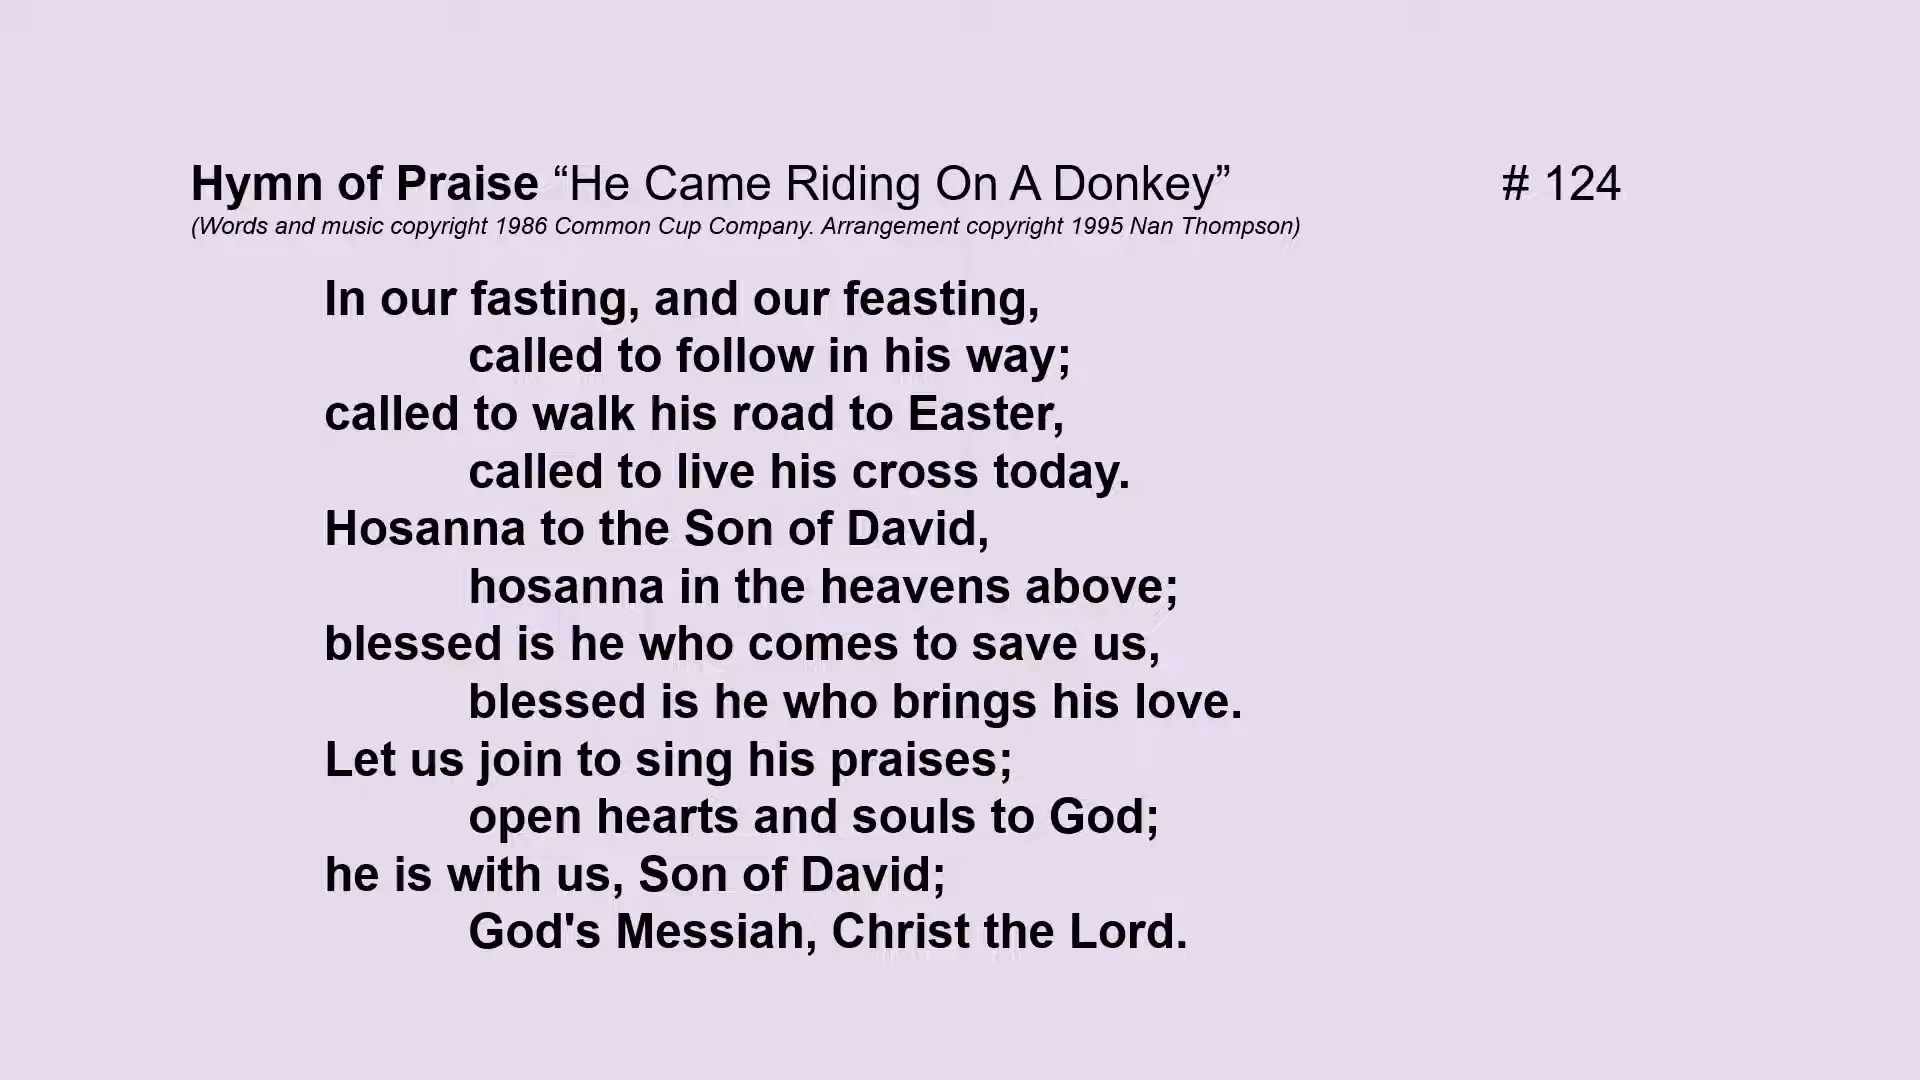 Hymn of Praise “He Came Riding On A Donkey” # 124
(Words and music copyright 1986 Common Cup Company. Arrangement copyright 1995 Nan Thompson)
In our fasting, and our feasting,
called to follow in his way;
called to walk his road to Easter,
called to live his cross today.
Hosanna to the Son of David,
hosanna in the heavens above;
blessed is he who comes to save us,
blessed is he who brings his love.
Let us join to sing his praises;
open hearts and souls to God;
he is with us, Son of David;
God's Messiah, Christ the Lord.